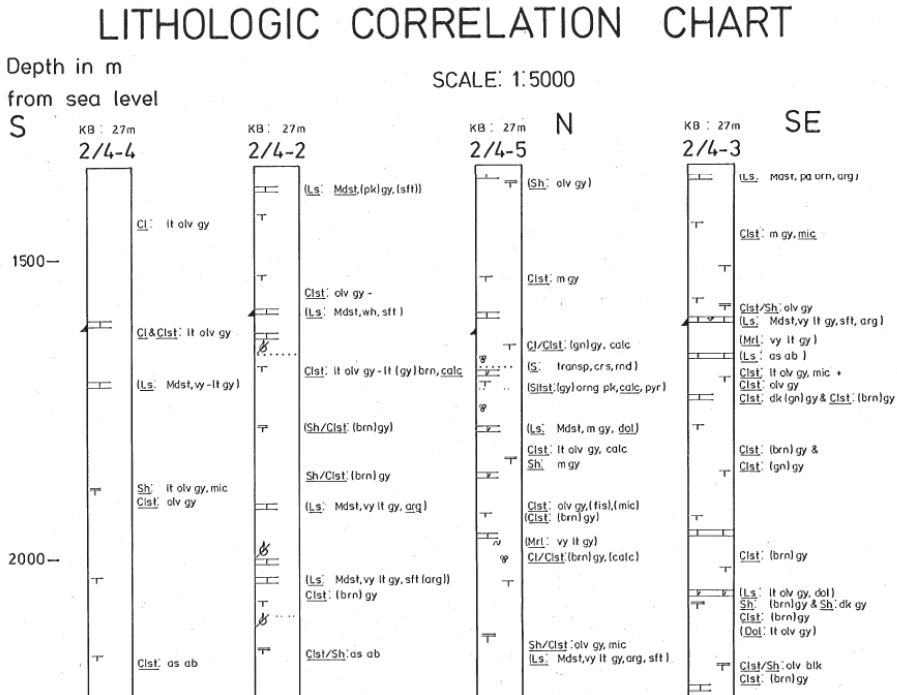 LITHOLOGIC CORRELATION CHART
Depth in m
from sea level
SCALE: 1:5000
S
N
SE
KB: 27m
2/4-4
KB: 27m
2/4-2
KB: 27m
2/4-5
KB: 27m
2/4-3
1500
2000
Cl: lt olv gy
Cl&Clst: lt olv gy
(Ls: Mdst, vy-lt gy)
Sh: lt olv gy, mic
Clst: olv gy
Clst: as ab
(Ls: Mdst,(pk)gy,(sft))
Clst: olv gy -
(Ls: Mdst, wh, sft)
Clst: lt olv gy-lt (gy) brn, calc
(Sh/Clst: (brn)gy)
Sh/Clst: (brn) gy
(Ls: Mdst, vy lt gy, arg)
(Ls: Mdst, vy lt gy, sft (arg))
Clst: (brn) gy
Clst/Sh: as ab
(Sh: olv gy)
Clst: m gy
Cl/Clst: (gn)gy, calc
(S: transp, crs, rnd)
(Sltst: (gy) orng pk, calc, pyr)
(Ls: Mdst, m gy, dol)
Clst: lt olv gy, calc
Sh: m gy
Clst: olv gy, (fis), (mic)
(Clst: (brn) gy)
(Mrl: vy lt gy)
Cl/Clst: (brn) gy, (calc)
Sh/Clst: olv gy, mic
(Ls: Mdst, vy lt gy, arg, sft)
(Ls: Mdst, pa brn, arg)
Clst: m gy, mic
Clst/Sh: olv gy
(Ls: Mdst, vy lt gy, sft, arg)
(Mrl: vy lt gy)
(Ls: as ab)
Clst: lt olv gy, mic +
Clst: olv gy
Clst: dk (gn) gy & Clst: (brn) gy
Clst: (brn) gy &
Clst: (gn) gy
Clst: (brn) gy
(Ls: lt olv gy, dol)
Sh: (brn) gy & Sh: dk gy
Clst: (brn) gy
(Dol: lt olv gy)
Clst/Sh: olv blk
Clst: (brn) gy